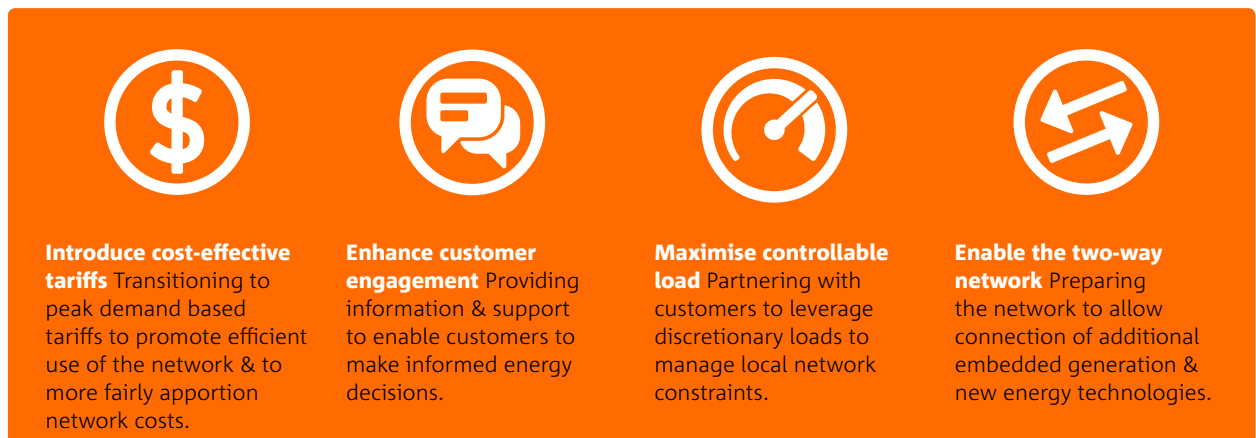 $
Introduce cost-effective
tariffs Transitioning to
peak demand based
tariffs to promote efficient
use of the network & to
more fairly apportion
network costs.
Enhance customer
engagement Providing
information & support
to enable customers to
make informed energy
decisions.
Maximise controllable
load Partnering with
customers to leverage
discretionary loads to
manage local network
constraints.
Enable the two-way
network Preparing
the network to allow
connection of additional
embedded generation &
new energy technologies.